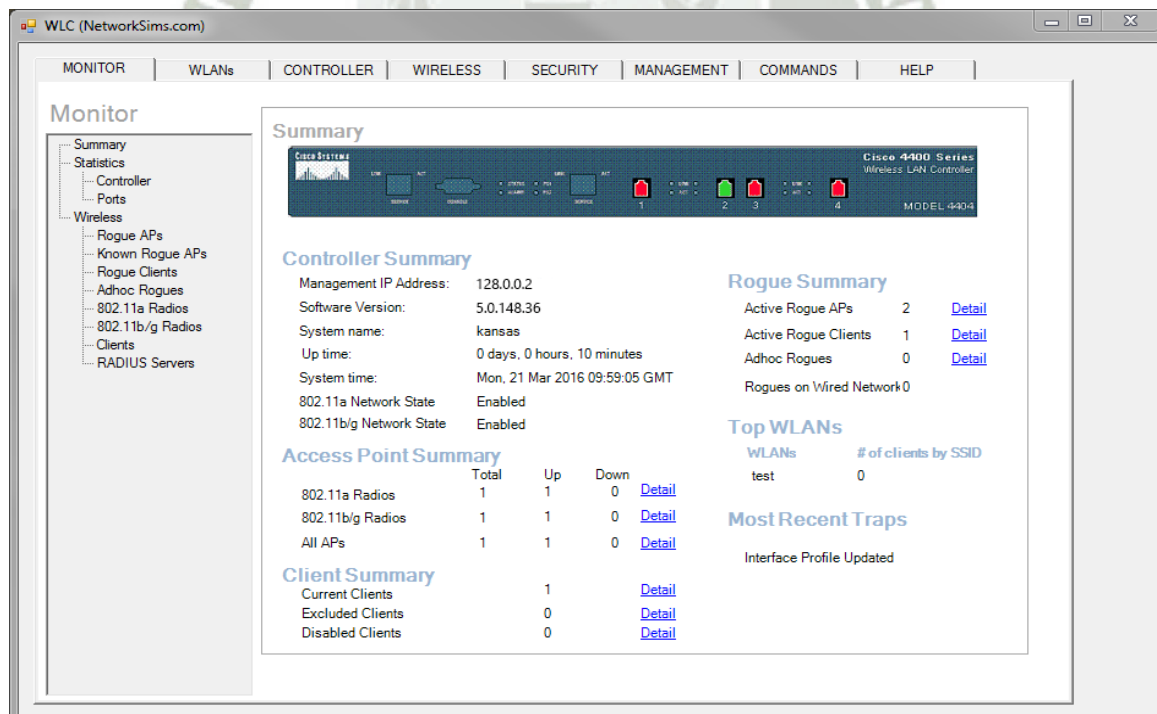 WLC (NetworkSims.com)
MONITOR WLANs CONTROLLER WIRELESS SECURITY MANAGEMENT COMMANDS HELP
Monitor
Summary
Statistics
Controller
Ports
Wireless
Rogue APs
Known Rogue APs
Rogue Clients
Adhoc Rogues
802.11a Radios
802.11b/g Radios
Clients
RADIUS Servers
Summary
CISCO SYSTEMS
Cisco 4400 Series
Wireless LAN Controller
1 2 3 4
MODEL 4404
Controller Summary
Management IP Address: 128.0.0.2
Software Version: 5.0.148.36
System name: kansas
Up time: 0 days, 0 hours, 10 minutes
System time: Mon, 21 Mar 2016 09:59:05 GMT
802.11a Network State Enabled
802.11b/g Network State Enabled
Access Point Summary
Total Up Down
802.11a Radios 1 1 0 Detail
802.11b/g Radios 1 1 0 Detail
All APs 1 1 0 Detail
Client Summary
Current Clients 1 Detail
Excluded Clients 0 Detail
Disabled Clients 0 Detail
Rogue Summary
Active Rogue APs 2 Detail
Active Rogue Clients 1 Detail
Adhoc Rogues 0 Detail
Rogues on Wired Network 0
Top WLANs
WLANs # of clients by SSID
test 0
Most Recent Traps
Interface Profile Updated